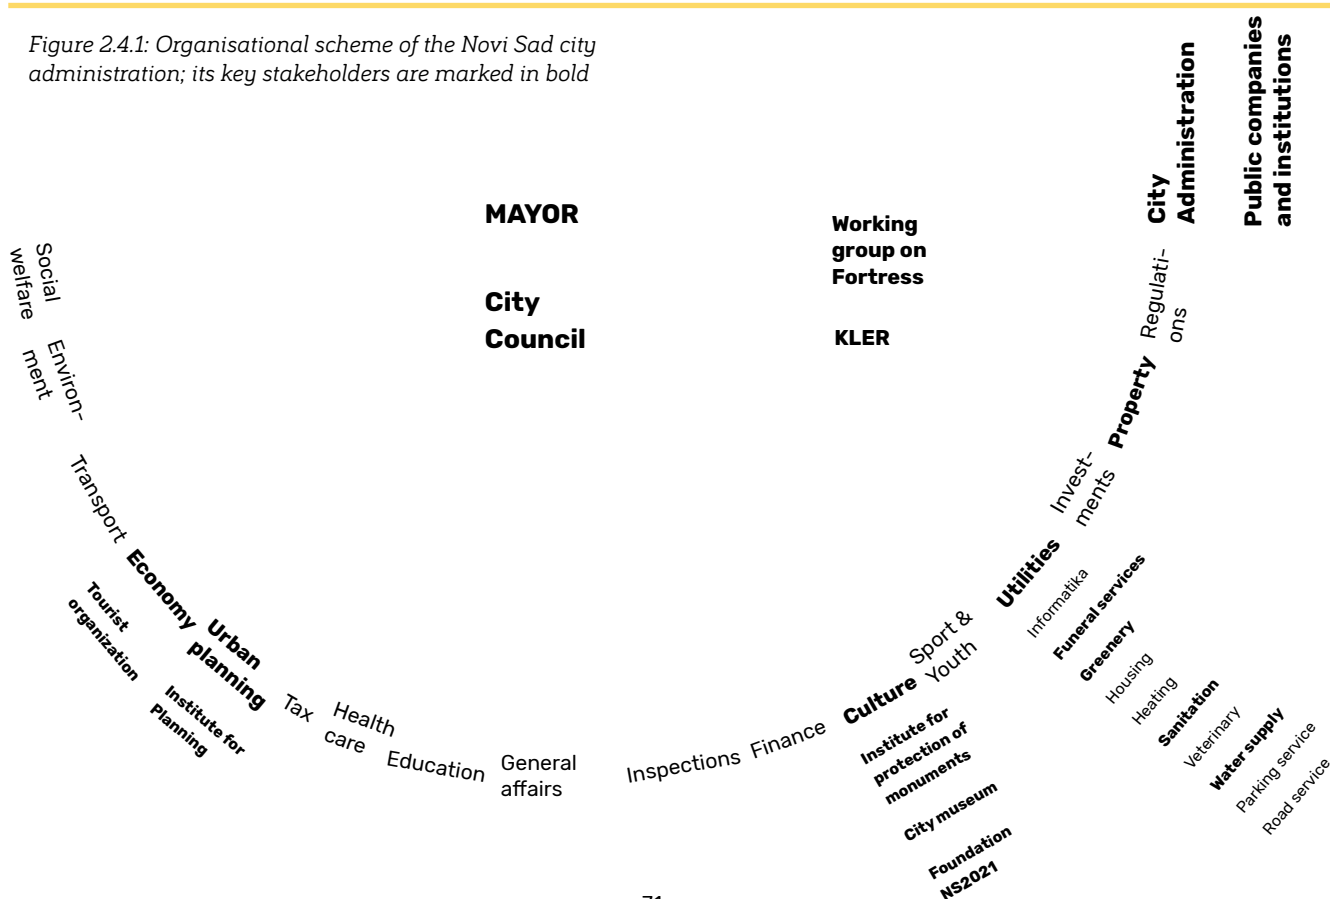 Figure 2.4.1: Organisational scheme of the Novi Sad city
administration; its key stakeholders are marked in bold
MAYOR
City
Council
Working
group on
Fortress
KLER
City
Administration
Public companies
and institutions
Social
welfare
Environ-
ment
Transport
Economy
Tourist
organization
Urban
planning
Institute for
Planning
Tax
Health
care
Education
General
affairs
Inspections
Finance
Culture
Institute for
protection of
monuments
City museum
Foundation
NS2021
Sport &
Youth
Utilities
Informatika
Funeral services
Greenery
Housing
Heating
Sanitation
Veterinary
Water supply
Parking service
Road service
Invest-
ments
Property
Regulati-
ons